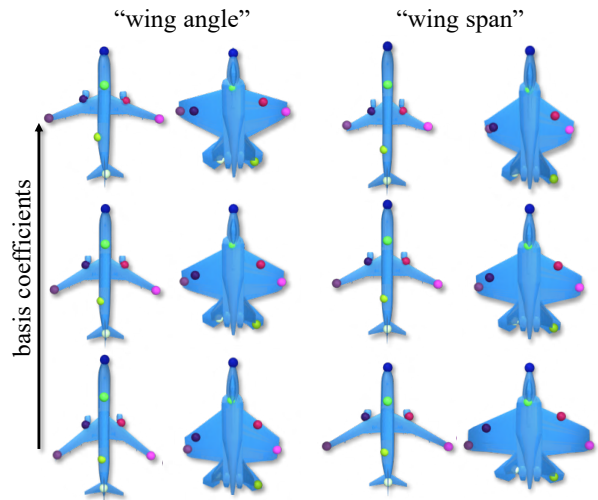 “wing angle”
“wing span”
basis coefficients